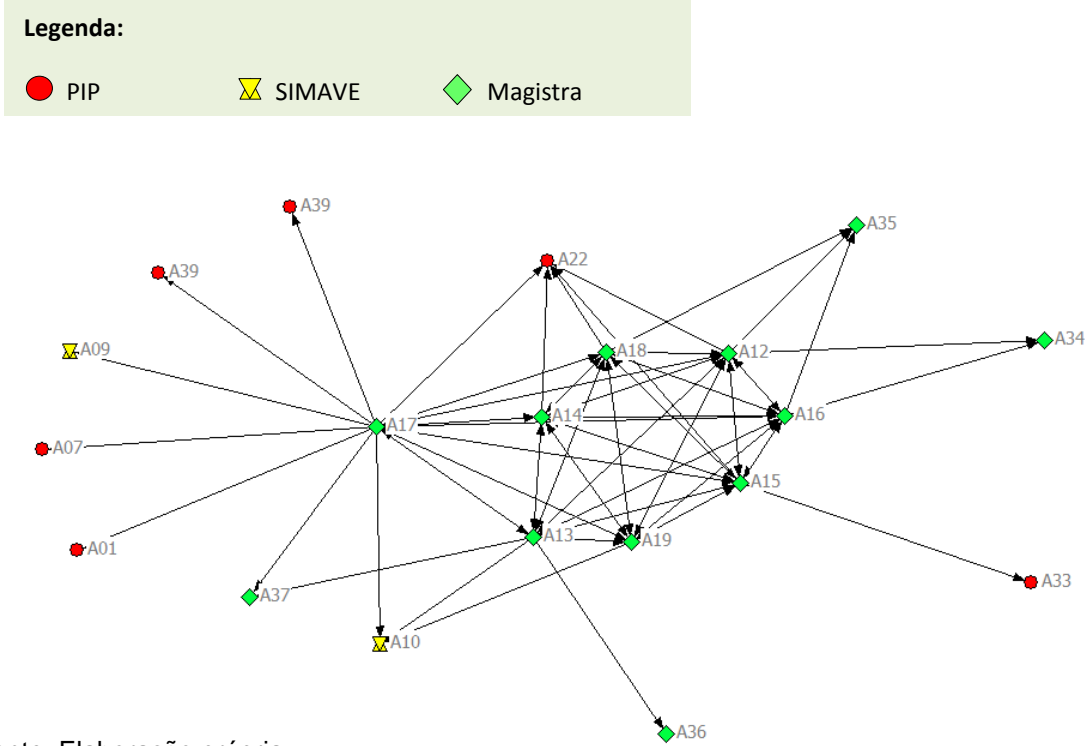 Legenda:
PIP SIMAVE Magistra
A39
A35
A22
A39
A34
A09
A18 A12
A14 A16
A17
A07
A15
A13 A19
A01
A33
A37
A10
A36
Elaboração própria